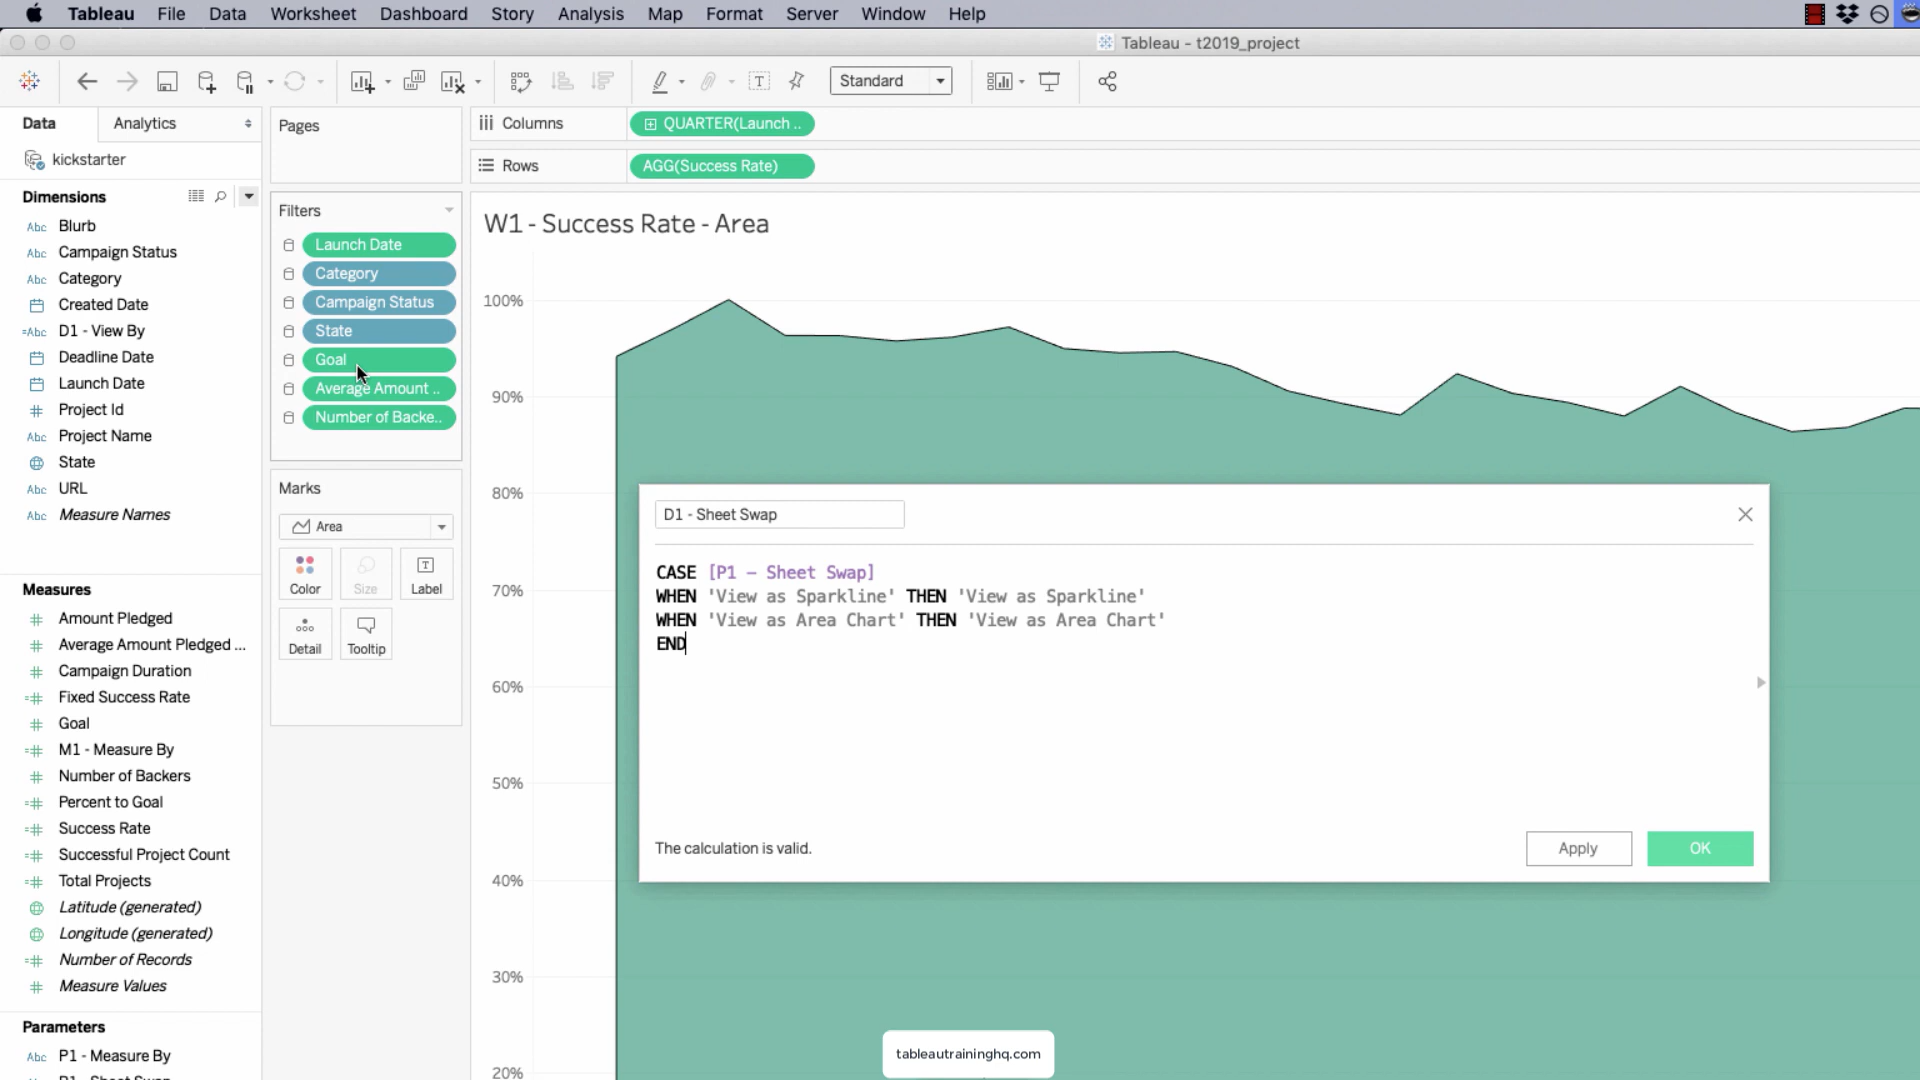 Tableau File Data Worksheet Dashboard Story Analysis Map Format Server Window Help
Tableau - t2019_project
Standard
Data Analytics
kickstarter
Dimensions
Abc Blurb
Abc Campaign Status
Abc Category
Created Date
=Abc D1 - View By
Deadline Date
Launch Date
# Project Id
Abc Project Name
State
Abc URL
Abc Measure Names
Measures
# Amount Pledged
# Average Amount Pledged ...
# Campaign Duration
=# Fixed Success Rate
# Goal
=# M1 - Measure By
# Number of Backers
=# Percent to Goal
=# Success Rate
=# Successful Project Count
=# Total Projects
Latitude (generated)
Longitude (generated)
=# Number of Records
# Measure Values
Parameters
Abc P1 - Measure By
Pages
Filters
Launch Date
Category
Campaign Status
State
Goal
Average Amount ..
Number of Backe..
Marks
Area
Color Size Label
Detail Tooltip
Columns QUARTER(Launch ..
Rows AGG(Success Rate)
W1 - Success Rate - Area
100%
90%
80%
70%
60%
50%
40%
30%
20%
D1 - Sheet Swap
CASE [P1 - Sheet Swap]
WHEN 'View as Sparkline' THEN 'View as Sparkline'
WHEN 'View as Area Chart' THEN 'View as Area Chart'
END
The calculation is valid.
Apply OK
tableautraininghq.com